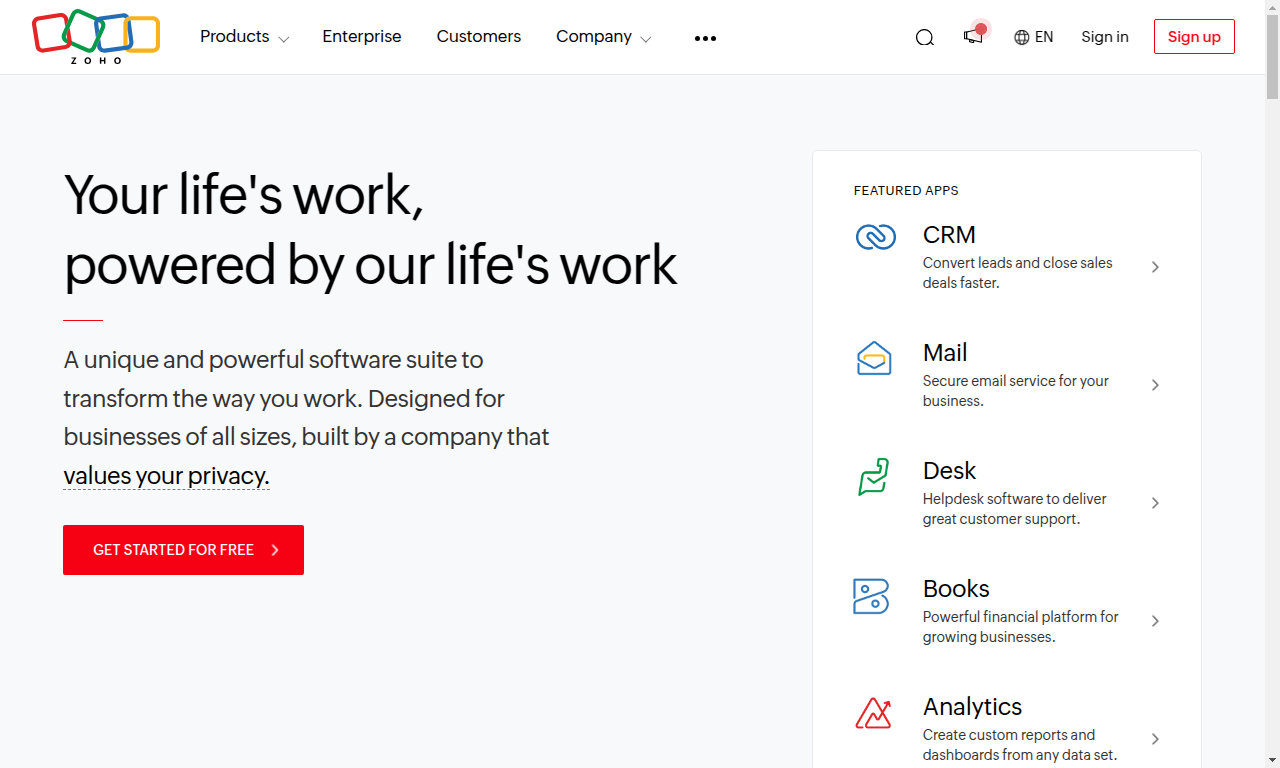 ZOHO
Products
Enterprise
Customers
Company
EN
Sign in
Sign up
Your life's work,
powered by our life's work
A unique and powerful software suite to
transform the way you work. Designed for
businesses of all sizes, built by a company that
values your privacy.
GET STARTED FOR FREE
FEATURED APPS
CRM
Convert leads and close sales
deals faster.
Mail
Secure email service for your
business.
Desk
Helpdesk software to deliver
great customer support.
Books
Powerful financial platform for
growing businesses.
Analytics
Create custom reports and
dashboards from any data set.